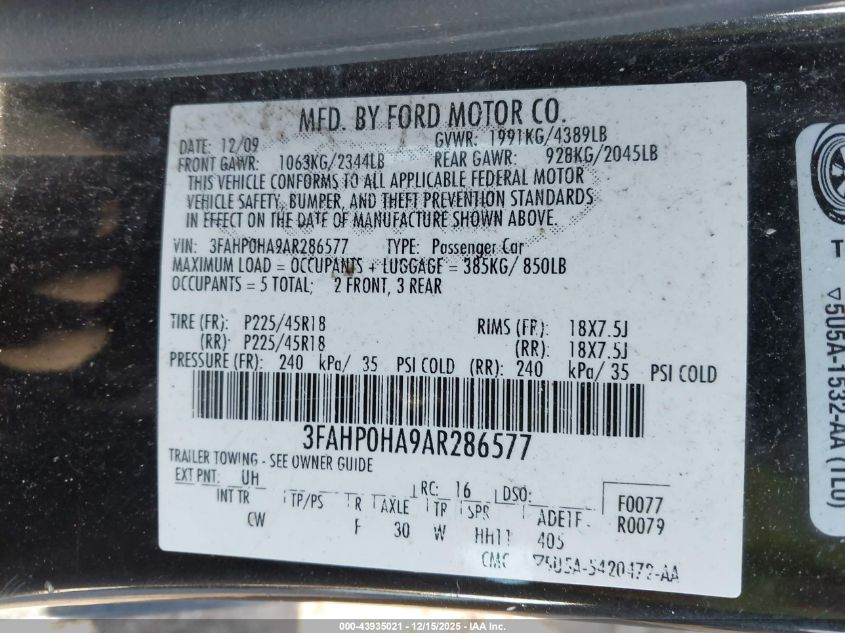 MFD. BY FORD MOTOR CO.
DATE: 12/09 GVWR: 1991KG/4389LB
FRONT GAWR: 1063KG/2344LB REAR GAWR: 928KG/2045LB
THIS VEHICLE CONFORMS TO ALL APPLICABLE FEDERAL MOTOR
VEHICLE SAFETY, BUMPER, AND THEFT PREVENTION STANDARDS
IN EFFECT ON THE DATE OF MANUFACTURE SHOWN ABOVE.
VIN: 3FAHP0HA9AR286577 TYPE: Passenger Car
MAXIMUM LOAD = OCCUPANTS + LUGGAGE = 385KG/ 850LB
OCCUPANTS = 5 TOTAL; 2 FRONT, 3 REAR
TIRE (FR): P225/45R18 RIMS (FR): 18X7.5J
(RR): P225/45R18 (RR): 18X7.5J
PRESSURE (FR): 240 kPa/ 35 PSI COLD (RR): 240 kPa/ 35 PSI COLD
3FAHP0HA9AR286577
TRAILER TOWING - SEE OWNER GUIDE
EXT PNT: UH RC: 16 DSO: F0077
INT TR TP/PS R AXLE TR SPR R0079
CW F 30 W HH11 405
▽5U5A-1532-AA (TLU)
000-43935021 - 12/15/2025 - IAA Inc.